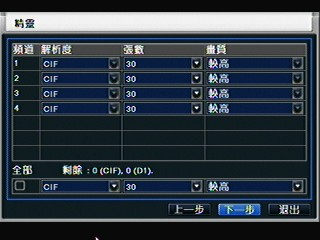 精靈
頻道 解析度 張數 畫質
1 CIF 30 較高
2 CIF 30 較高
3 CIF 30 較高
4 CIF 30 較高
全部 剩餘 : 0 (CIF), 0 (D1).
CIF 30 較高
上一步 下一步 退出